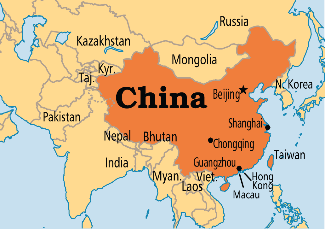 Russia
Kazakhstan
Mongolia
Kyr.
Taj.
China
Beijing
N. Korea
Pakistan
Shanghai
Nepal
Bhutan
Chongqing
India
Guangzhou
Taiwan
Myan.
Viet.
Hong
Kong
Laos
Macau